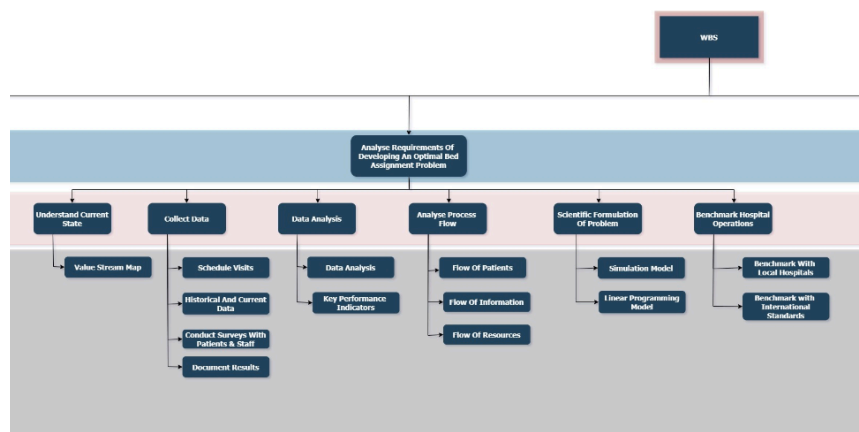 WBS
Analyse Requirements Of
Developing An Optimal Bed
Assignment Problem
Understand Current
State
Collect Data
Data Analysis
Analyse Process
Flow
Scientific Formulation
Of Problem
Benchmark Hospital
Operations
Value Stream Map
Schedule Visits
Historical And Current
Data
Conduct Surveys With
Patients & Staff
Document Results
Data Analysis
Key Performance
Indicators
Flow Of Patients
Flow Of Information
Flow Of Resources
Simulation Model
Linear Programming
Model
Benchmark With
Local Hospitals
Benchmark with
International
Standards